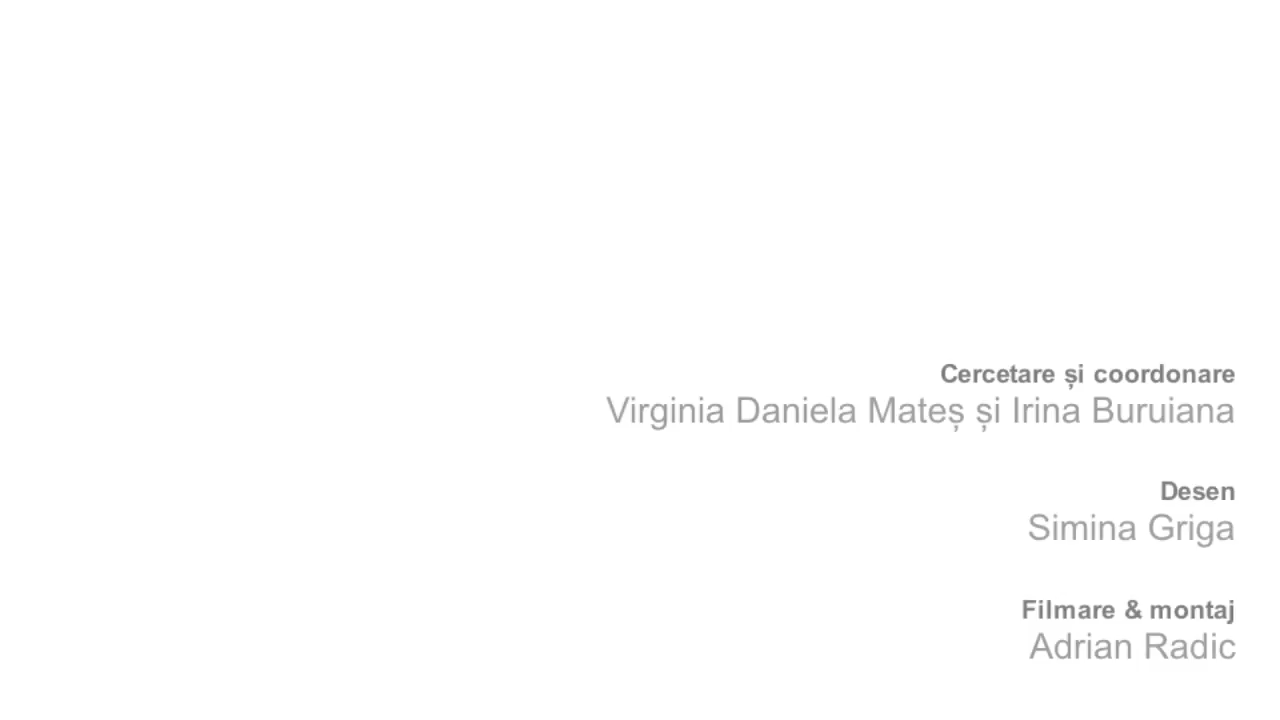 Cercetare și coordonare
Virginia Daniela Mateș și Irina Buruiana
Desen
Simina Griga
Filmare & montaj
Adrian Radic